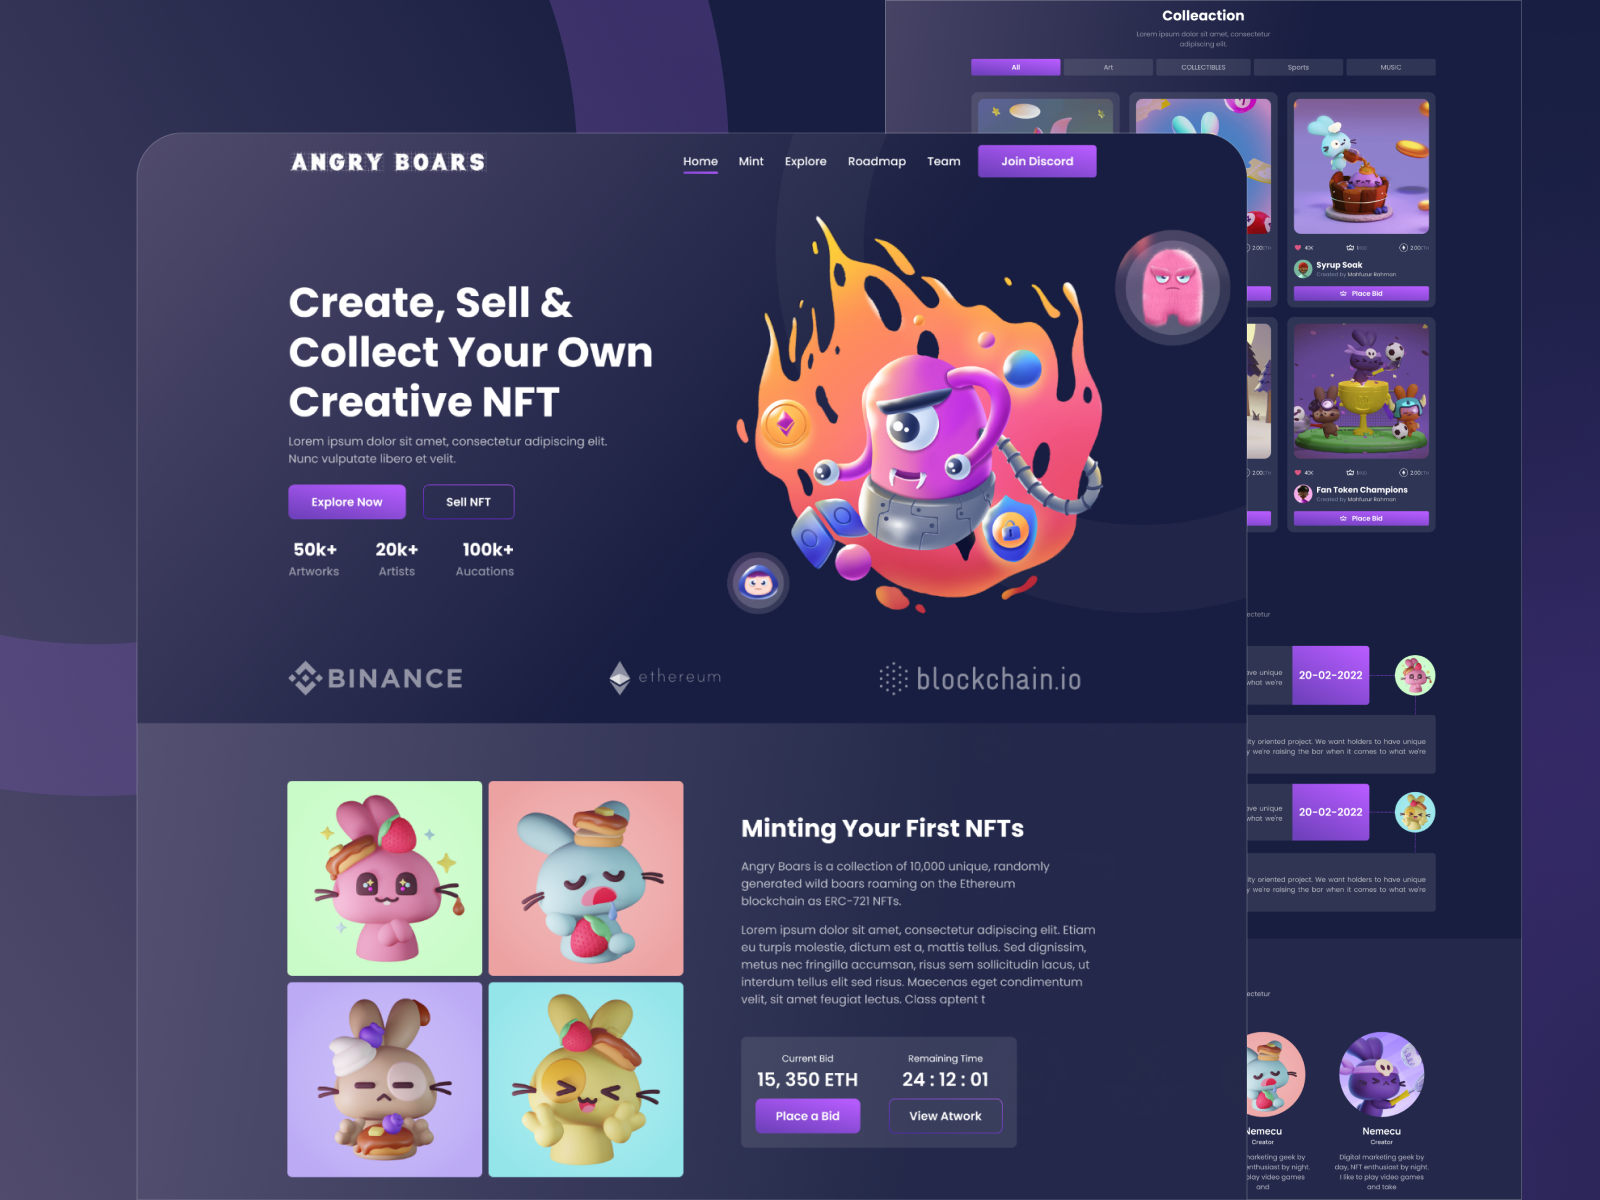 ANGRY BOARS
Home
Mint
Explore
Roadmap
Team
Join Discord
Create, Sell &
Collect Your Own
Creative NFT
Lorem ipsum dolor sit amet, consectetur adipiscing elit.
Nunc vulputate libero et velit.
Explore Now
Sell NFT
50k+
20k+
100k+
Artworks
Artists
Aucations
BINANCE
ethereum
blockchain.io
Minting Your First NFTs
Angry Boars is a collection of 10,000 unique, randomly
generated wild boars roaming on the Ethereum
blockchain as ERC-721 NFTs.
Lorem ipsum dolor sit amet, consectetur adipiscing elit. Etiam
eu turpis molestie, dictum est a, mattis tellus. Sed dignissim,
metus nec fringilla accumsan, risus sem sollicitudin lacus, ut
interdum tellus elit sed risus. Maecenas eget condimentum
velit, sit amet feugiat lectus. Class aptent t
Current Bid
Remaining Time
15, 350 ETH
24 : 12 : 01
Place a Bid
View Atwork
Colleaction
Lorem ipsum dolor sit amet, consectetur
adipiscing elit.
All
Art
COLLECTIBLES
Sports
MUSIC
40K
2.00
Syrup Soak
Created by Mahfuzur Rahman
Place Bid
40K
2.00
Fan Token Champions
Created by Mahfuzur Rahman
Place Bid
ectetur
ave unique
what we're
20-02-2022
ity oriented project. We want holders to have unique
y we're raising the bar when it comes to what we're
ave unique
what we're
20-02-2022
ity oriented project. We want holders to have unique
y we're raising the bar when it comes to what we're
ectetur
Nemecu
Creator
marketing geek by
enthusiast by night.
play video games
and
Nemecu
Creator
Digital marketing geek by
day, NFT enthusiast by night.
I like to play video games
and take